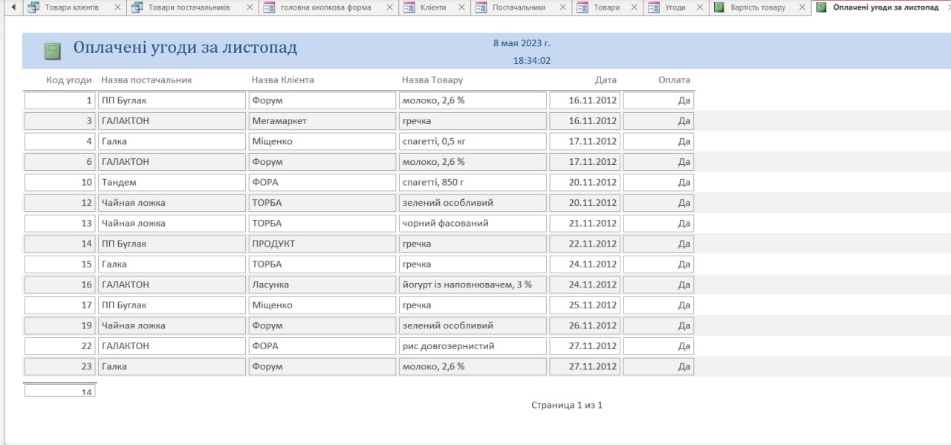 Товари клієнтів Товари постачальників головна кнопкова форма Клієнти Постачальники Товари Угоди Вартість товару Оплачені угоди за листопад
Оплачені угоди за листопад 8 мая 2023 г.
18:34:02
Код угоди Назва постачальник Назва Клієнта Назва Товару Дата Оплата
1 ПП Буглак Форум молоко, 2,6 % 16.11.2012 Да
3 ГАЛАКТОН Мегамаркет гречка 16.11.2012 Да
4 Галка Міщенко спагетті, 0,5 кг 17.11.2012 Да
6 ГАЛАКТОН Форум молоко, 2,6 % 17.11.2012 Да
10 Тандем ФОРА спагетті, 850 г 20.11.2012 Да
12 Чайная ложка ТОРБА зелений особливий 20.11.2012 Да
13 Чайная ложка ТОРБА чорний фасований 21.11.2012 Да
14 ПП Буглак ПРОДУКТ гречка 22.11.2012 Да
15 Галка ТОРБА гречка 24.11.2012 Да
16 ГАЛАКТОН Ласунка йогурт із наповнювачем, 3 % 24.11.2012 Да
17 ПП Буглак Міщенко гречка 25.11.2012 Да
19 Чайная ложка Форум зелений особливий 26.11.2012 Да
22 ГАЛАКТОН ФОРА рис довгозернистий 27.11.2012 Да
23 Галка Форум молоко, 2,6 % 27.11.2012 Да
14
Страница 1 из 1